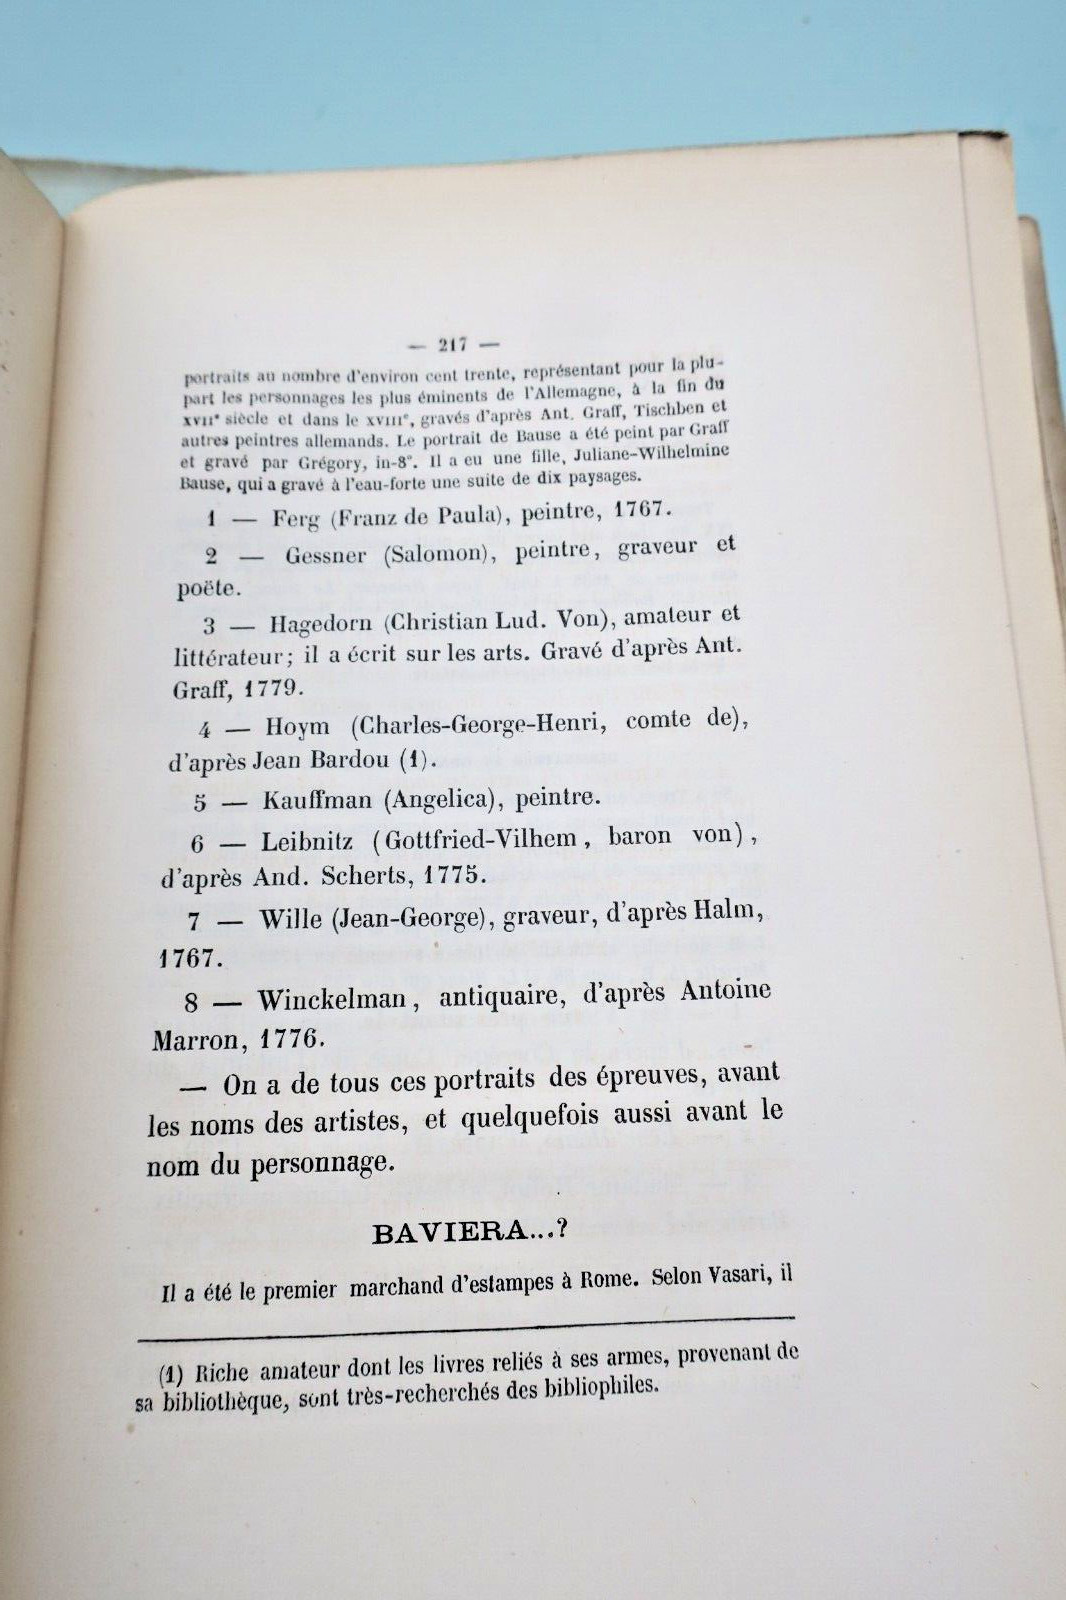 — 217 —
portraits au nombre d'environ cent trente, représentant pour la plu-
part les personnages les plus éminents de l'Allemagne, à la fin du
XVIIe siècle et dans le XVIIIe, gravés d'après Ant. Graff, Tischben et
autres peintres allemands. Le portrait de Bause a été peint par Graff
et gravé par Grégory, in-8°. Il a eu une fille, Juliane-Wilhelmine
Bause, qui a gravé à l'eau-forte une suite de dix paysages.
1 — Ferg (Franz de Paula), peintre, 1767.
2 — Gessner (Salomon), peintre, graveur et
poëte.
3 — Hagedorn (Christian Lud. Von), amateur et
littérateur; il a écrit sur les arts. Gravé d'après Ant.
Graff, 1779.
4 — Hoym (Charles-George-Henri, comte de),
d'après Jean Bardou (1).
5 — Kauffman (Angelica), peintre.
6 — Leibnitz (Gottfried-Vilhem, baron von),
d'après And. Scherts, 1775.
7 — Wille (Jean-George), graveur, d'après Halm,
1767.
8 — Winckelman, antiquaire, d'après Antoine
Marron, 1776.
— On a de tous ces portraits des épreuves, avant
les noms des artistes, et quelquefois aussi avant le
nom du personnage.
BAVIERA...?
Il a été le premier marchand d'estampes à Rome. Selon Vasari, il
(1) Riche amateur dont les livres reliés à ses armes, provenant de
sa bibliothèque, sont très-recherchés des bibliophiles.